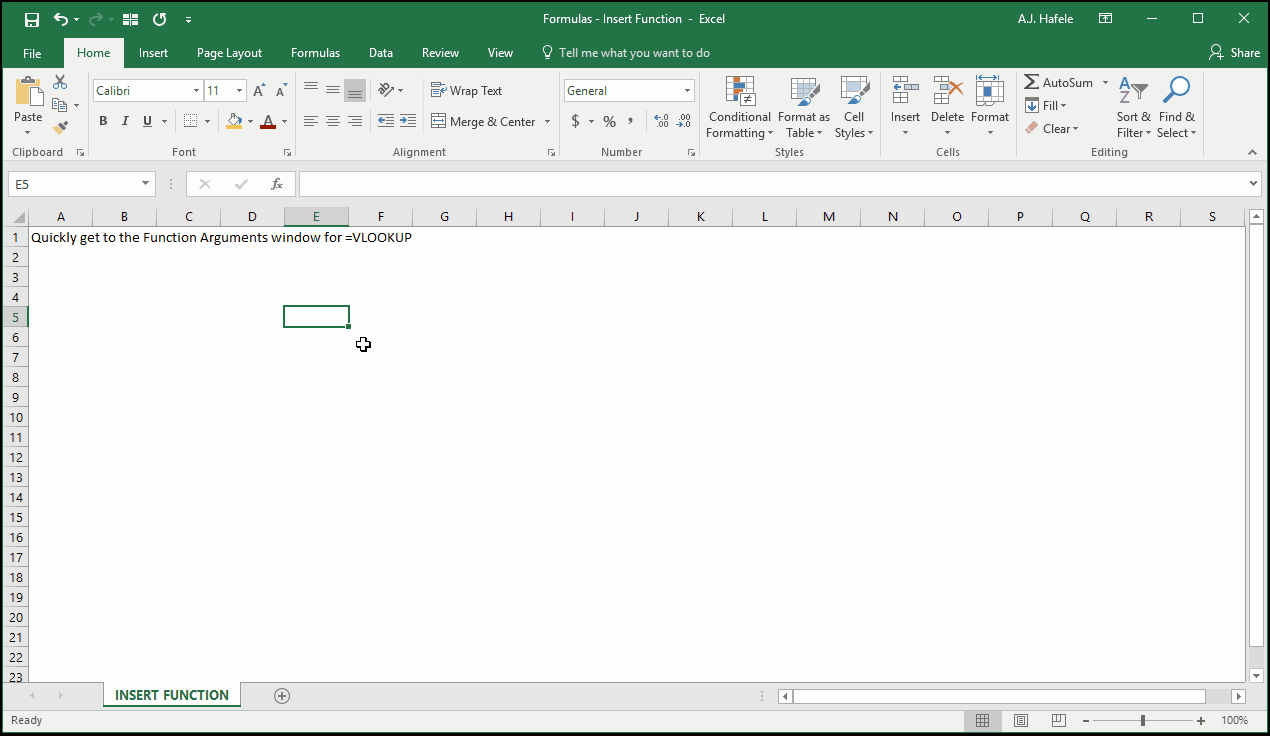 Formulas - Insert Function - Excel
A.J. Hafele
File Home Insert Page Layout Formulas Data Review View Tell me what you want to do Share
Paste
Clipboard
Calibri 11
B I U A
Font
Wrap Text
Merge & Center
Alignment
General
$ % ,
Number
Conditional Formatting
Format as Table
Cell Styles
Styles
Insert
Delete
Format
Cells
AutoSum
Fill
Clear
Sort & Filter
Find & Select
Editing
E5
fx
A B C D E F G H I J K L M N O P Q R S
1 Quickly get to the Function Arguments window for =VLOOKUP
2
3
4
5
6
7
8
9
10
11
12
13
14
15
16
17
18
19
20
21
22
23
INSERT FUNCTION
Ready
100%